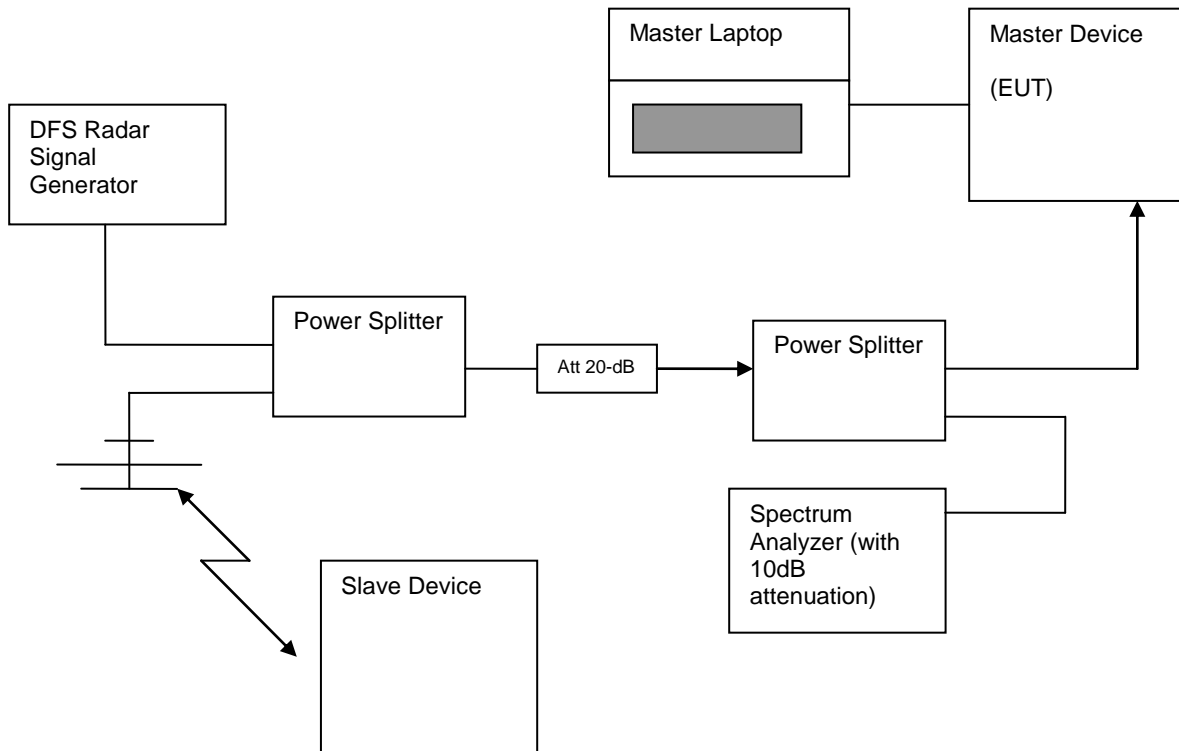 Master Laptop
Master Device
(EUT)
DFS Radar
Signal
Generator
Power Splitter
Att 20-dB
Power Splitter
Spectrum
Analyzer (with
10dB
attenuation)
Slave Device